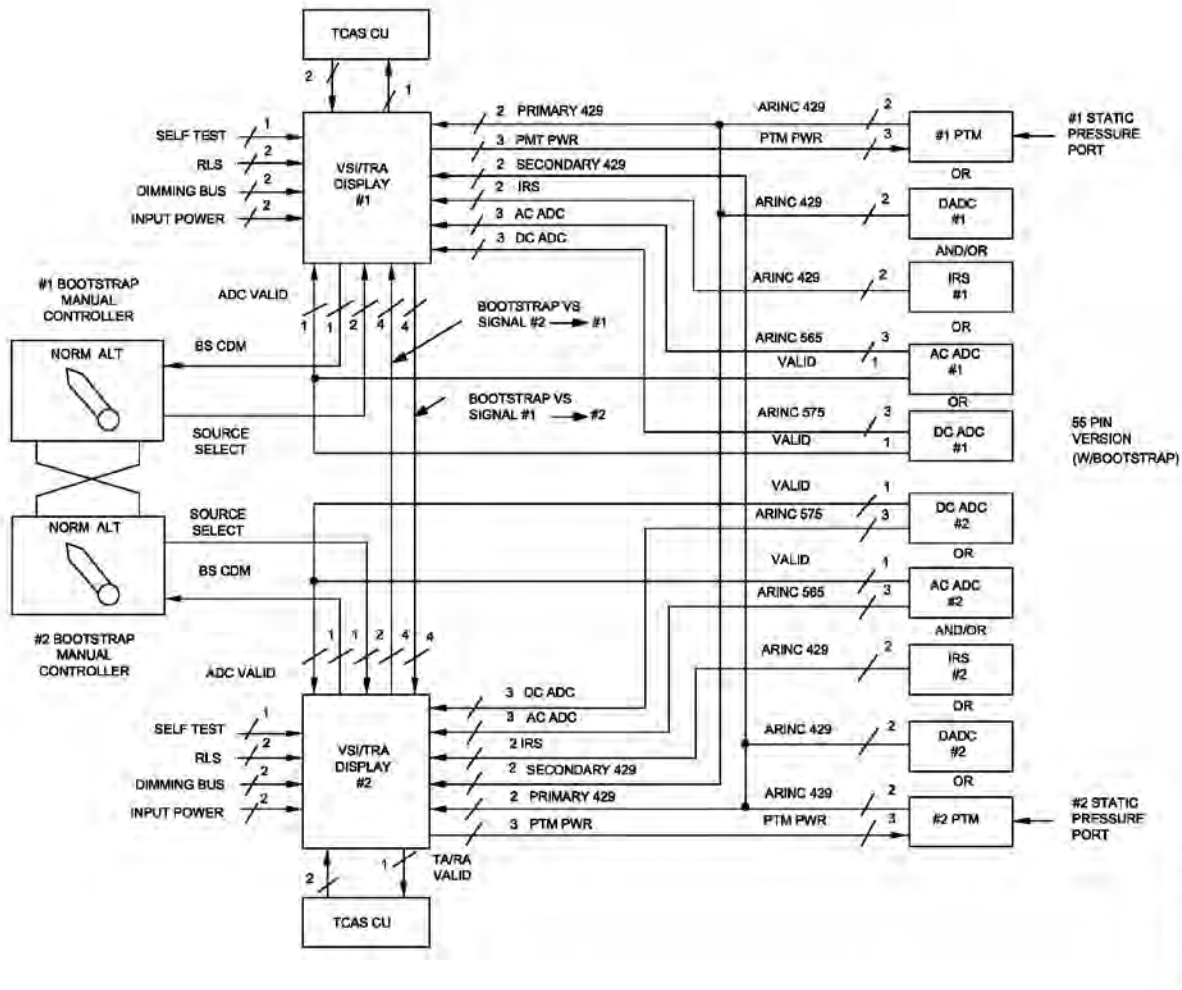 TCAS CU
2
1
SELF TEST
1
RLS
2
DIMMING BUS
2
INPUT POWER
2
VSI/TRA
DISPLAY
#1
2 PRIMARY 429
3 PMT PWR
2 SECONDARY 429
2 IRS
3 AC ADC
3 DC ADC
ARINC 429
2
PTM PWR
3
#1 PTM
#1 STATIC
PRESSURE
PORT
OR
ARINC 429
2
DADC
#1
AND/OR
ARINC 429
2
IRS
#1
OR
ARINC 565
3
VALID
1
AC ADC
#1
OR
ARINC 575
3
VALID
1
DC ADC
#1
55 PIN
VERSION
(W/BOOTSTRAP)
ADC VALID
1 1 2 4 4
#1 BOOTSTRAP
MANUAL
CONTROLLER
NORM ALT
BS CDM
SOURCE
SELECT
BOOTSTRAP VS
SIGNAL #2 #1
BOOTSTRAP VS
SIGNAL #1 #2
NORM ALT
SOURCE
SELECT
BS CDM
#2 BOOTSTRAP
MANUAL
CONTROLLER
ADC VALID
1 1 2 4 4
VALID
1
ARINC 575
3
DC ADC
#2
OR
VALID
1
ARINC 565
3
AC ADC
#2
AND/OR
ARINC 429
2
IRS
#2
OR
ARINC 429
2
DADC
#2
OR
ARINC 429
2
PTM PWR
3
#2 PTM
#2 STATIC
PRESSURE
PORT
3 DC ADC
3 AC ADC
2 IRS
2 SECONDARY 429
2 PRIMARY 429
3 PTM PWR
SELF TEST
1
RLS
2
DIMMING BUS
2
INPUT POWER
2
VSI/TRA
DISPLAY
#2
2
1
TA/RA
VALID
TCAS CU